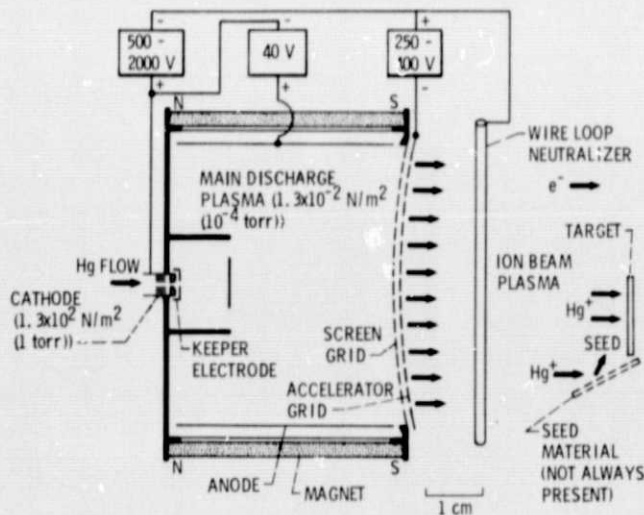 - - +
500 -
2000 V
40 V
250 -
100 V
+ + -
N S
WIRE LOOP
NEUTRALIZER
e⁻
MAIN DISCHARGE
PLASMA (1.3x10⁻² N/m²
(10⁻⁴ torr))
TARGET
Hg FLOW
ION BEAM
PLASMA
Hg⁺
CATHODE
(1.3x10² N/m²
(1 torr))
KEEPER
ELECTRODE
SCREEN
GRID
SEED
Hg⁺
ACCELERATOR
GRID
N S
ANODE
MAGNET
SEED
MATERIAL
(NOT ALWAYS
PRESENT)
1 cm